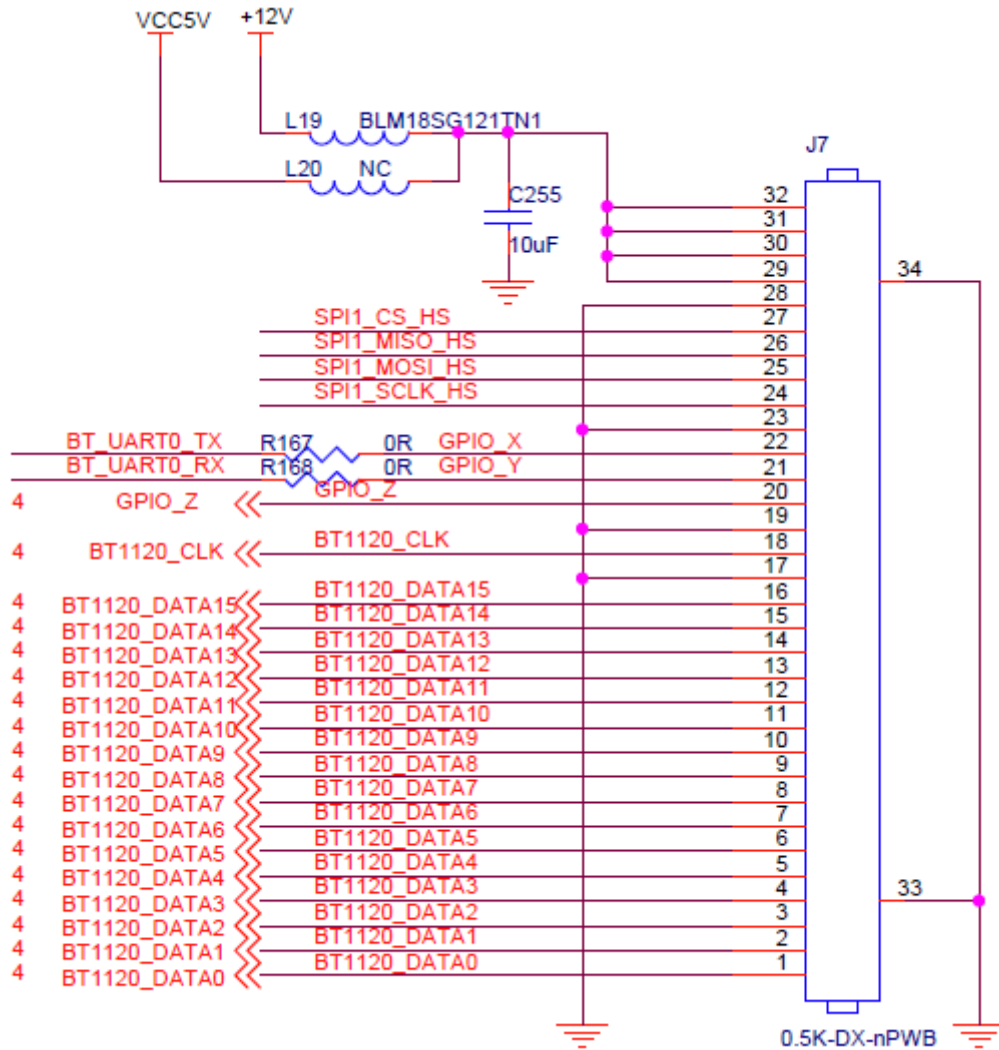 VCC5V +12V
L19 BLM18SG121TN1
L20 NC
C255
10uF
J7
32
31
30
29
34
28
SPI1_CS_HS 27
SPI1_MISO_HS 26
SPI1_MOSI_HS 25
SPI1_SCLK_HS 24
23
BT_UART0_TX R167 0R GPIO_X 22
BT_UART0_RX R168 0R GPIO_Y 21
4 GPIO_Z GPIO_Z 20
19
4 BT1120_CLK BT1120_CLK 18
17
4 BT1120_DATA15 BT1120_DATA15 16
4 BT1120_DATA14 BT1120_DATA14 15
4 BT1120_DATA13 BT1120_DATA13 14
4 BT1120_DATA12 BT1120_DATA12 13
4 BT1120_DATA11 BT1120_DATA11 12
4 BT1120_DATA10 BT1120_DATA10 11
4 BT1120_DATA9 BT1120_DATA9 10
4 BT1120_DATA8 BT1120_DATA8 9
4 BT1120_DATA7 BT1120_DATA7 8
4 BT1120_DATA6 BT1120_DATA6 7
4 BT1120_DATA5 BT1120_DATA5 6
4 BT1120_DATA4 BT1120_DATA4 5
4 BT1120_DATA3 BT1120_DATA3 4 33
4 BT1120_DATA2 BT1120_DATA2 3
4 BT1120_DATA1 BT1120_DATA1 2
4 BT1120_DATA0 BT1120_DATA0 1
0.5K-DX-nPWB